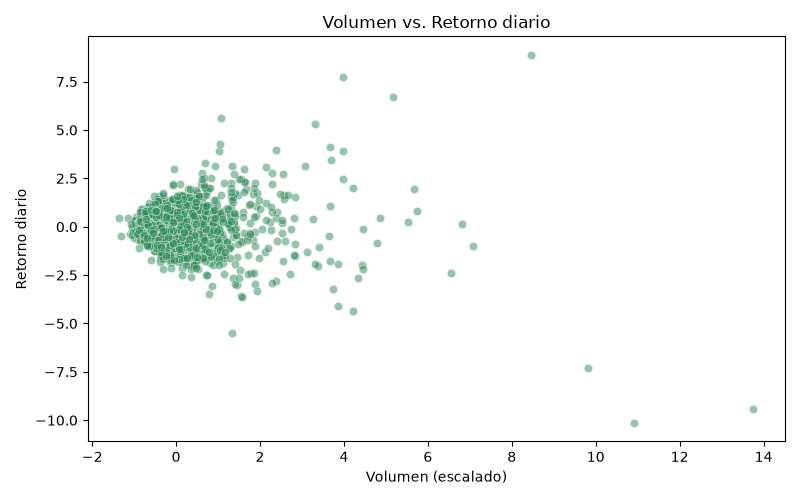 Volumen vs. Retorno diario
Retorno diario
7.5
5.0
2.5
0.0
−2.5
−5.0
−7.5
−10.0
−2 0 2 4 6 8 10 12 14
Volumen (escalado)